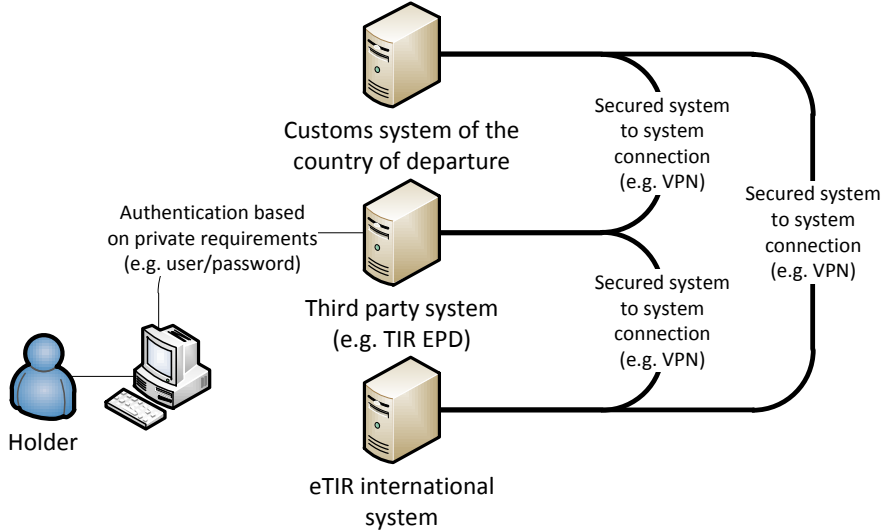 Customs system of the
country of departure
Secured system
to system
connection
(e.g. VPN)
Secured system
to system
connection
(e.g. VPN)
Authentication based
on private requirements
(e.g. user/password)
Third party system
(e.g. TIR EPD)
Secured system
to system
connection
(e.g. VPN)
Holder
eTIR international
system